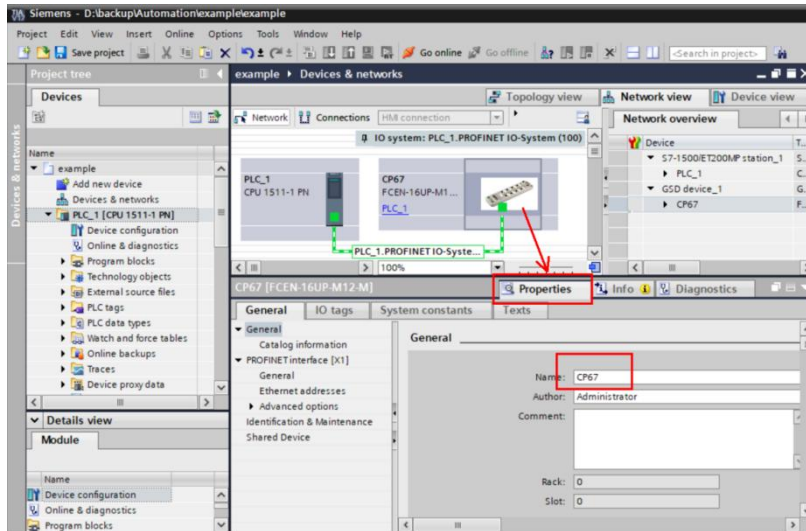 Siemens - D:\backup\Automation\example\example
Project Edit View Insert Online Options Tools Window Help
Save project Go online Go offline <Search in project>
Project tree
example ▸ Devices & networks
Devices
Topology view Network view Device view
Network Connections HMI connection
Network overview
IO system: PLC_1.PROFINET IO-System (100)
Devices & networks
Name
example
Add new device
Devices & networks
PLC_1 [CPU 1511-1 PN]
Device configuration
Online & diagnostics
Program blocks
Technology objects
External source files
PLC tags
PLC data types
Watch and force tables
Online backups
Traces
Device proxy data
PLC_1
CPU 1511-1 PN
CP67
FCEN-16UP-M1...
PLC_1
PLC_1.PROFINET IO-Syste...
100%
Device T..
S7-1500/ET200MP station_1 S..
PLC_1 C..
GSD device_1 G..
CP67 F..
CP67 [FCEN-16UP-M12-M]
Properties Info Diagnostics
General IO tags System constants Texts
General
Catalog information
PROFINET interface [X1]
General
Ethernet addresses
Advanced options
Identification & Maintenance
Shared Device
General
Name: CP67
Author: Administrator
Comment:
Rack: 0
Slot: 0
Details view
Module
Name
Device configuration
Online & diagnostics
Program blocks